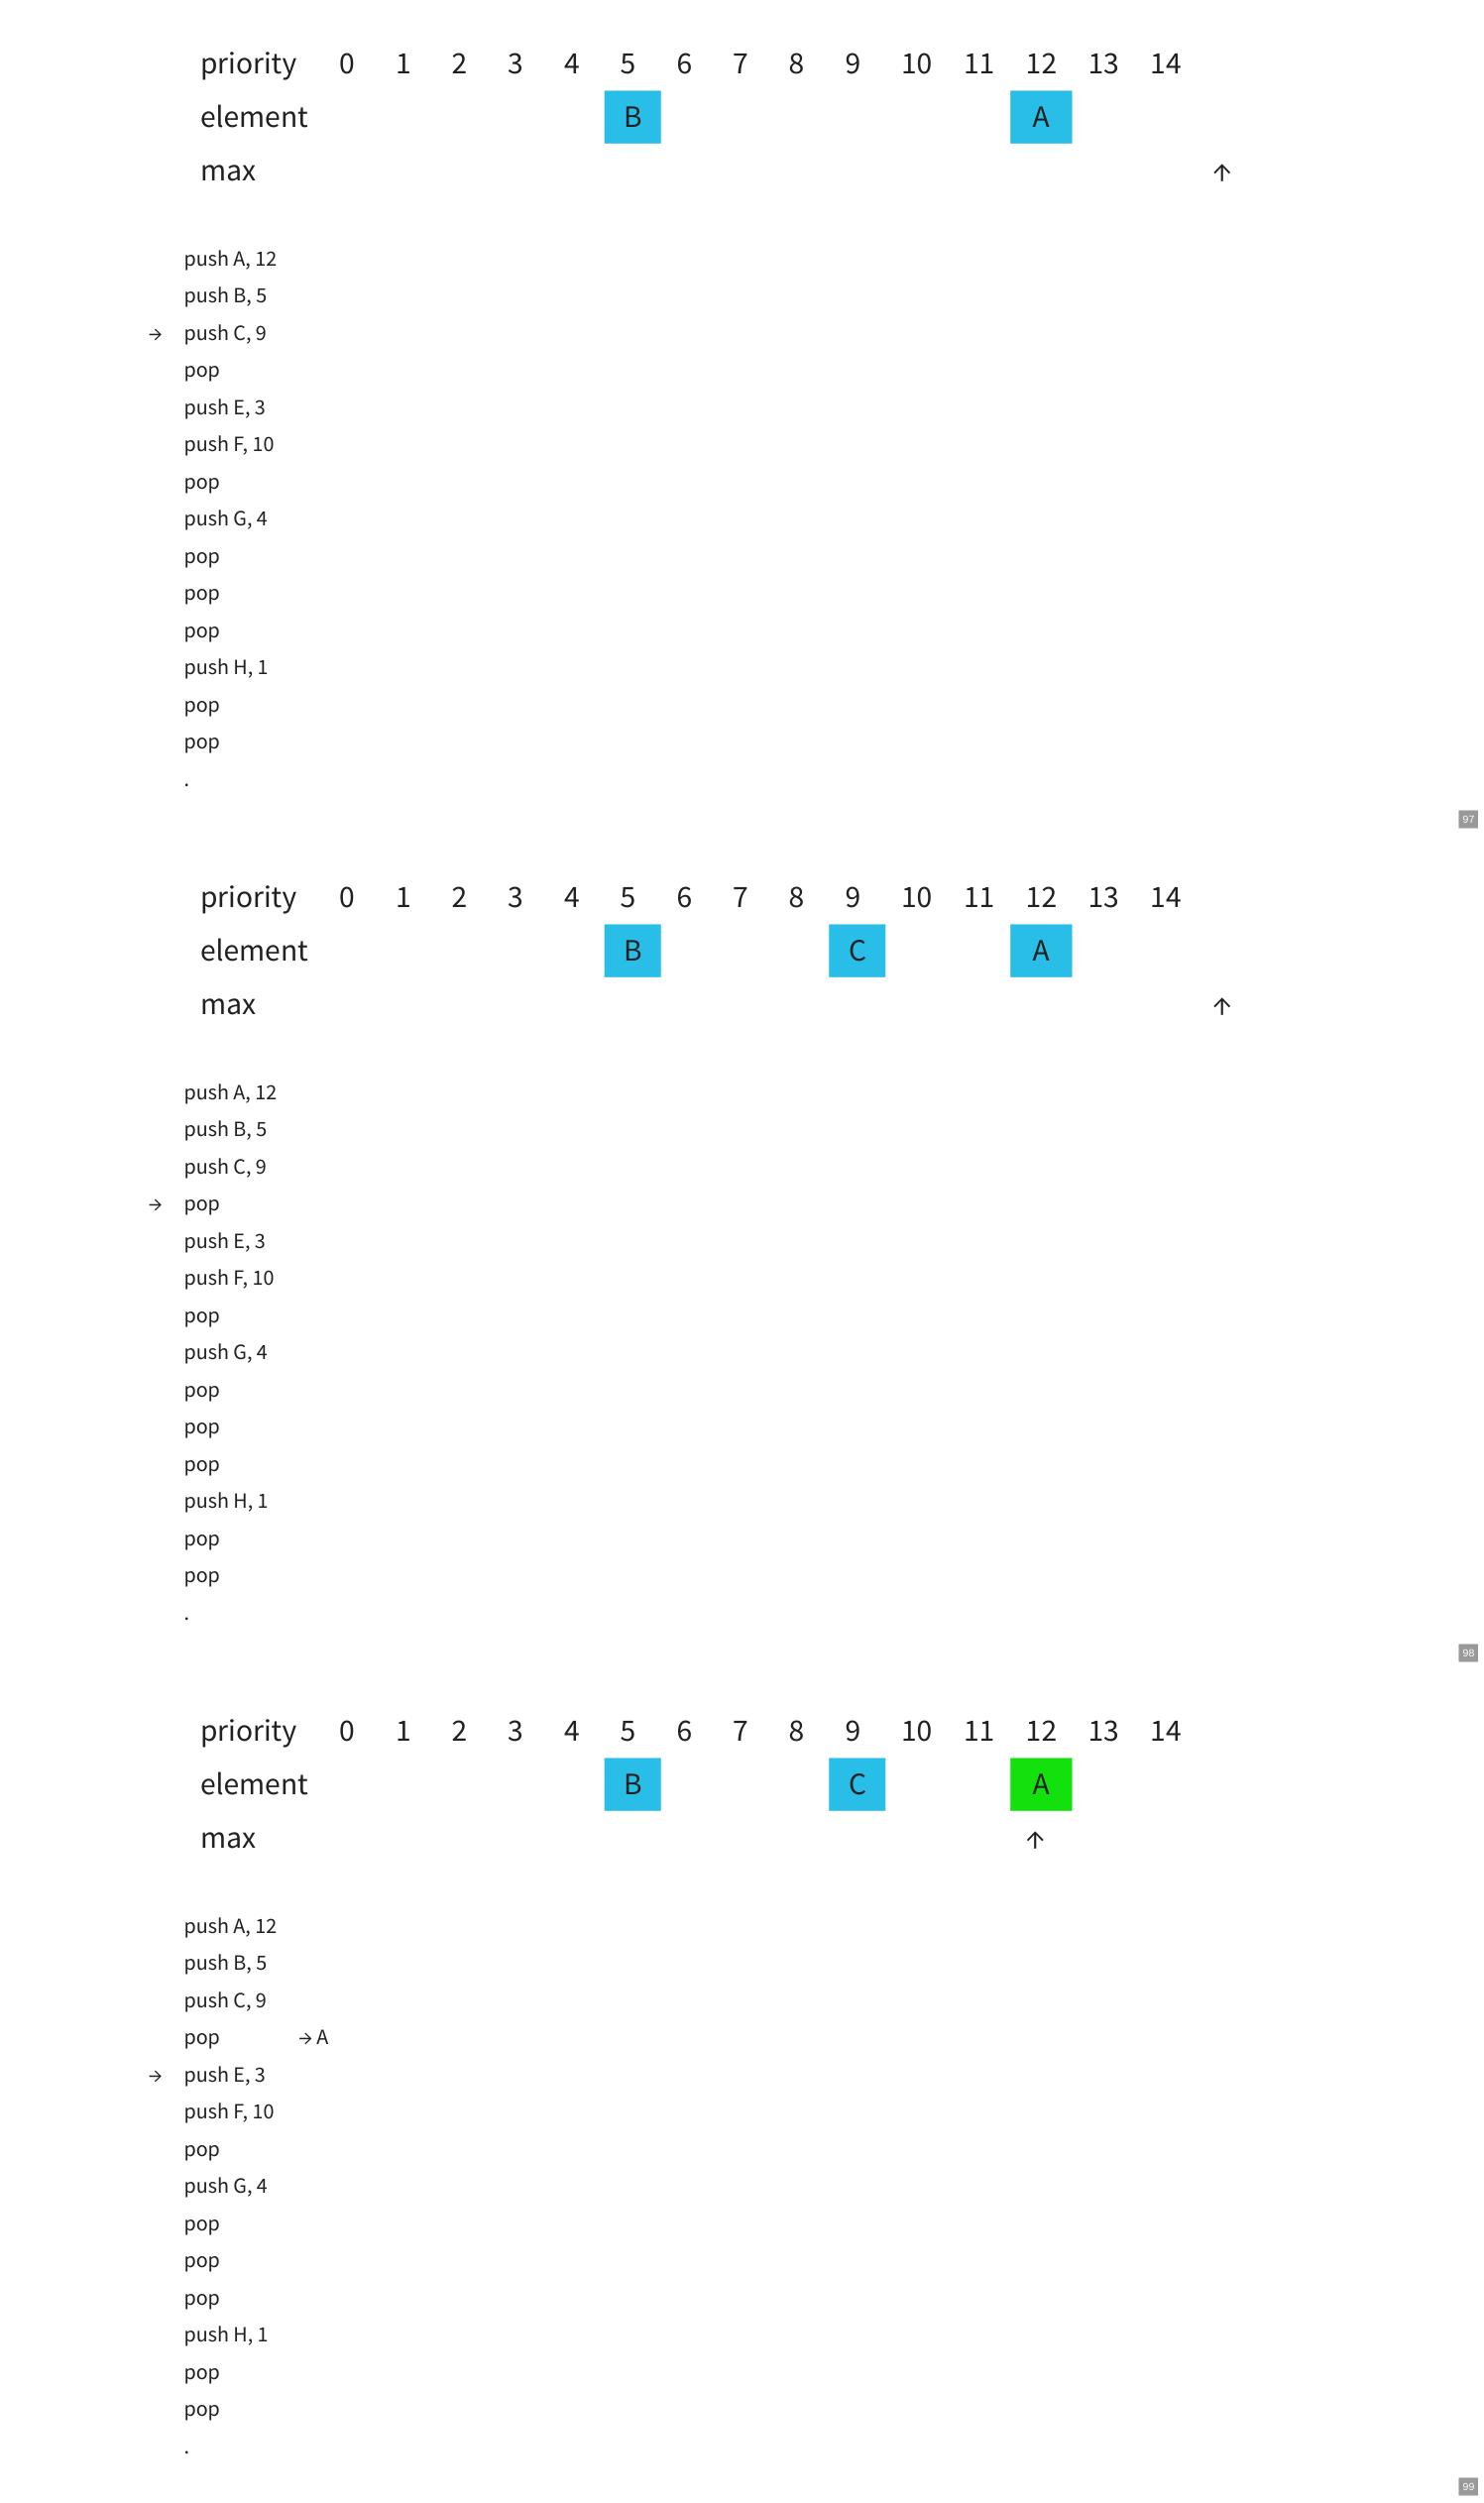 priority 0 1 2 3 4 5 6 7 8 9 10 11 12 13 14
element B A
max ↑
push A, 12
push B, 5
→ push C, 9
pop
push E, 3
push F, 10
pop
push G, 4
pop
pop
pop
push H, 1
pop
pop
.
97
priority 0 1 2 3 4 5 6 7 8 9 10 11 12 13 14
element B C A
max ↑
push A, 12
push B, 5
push C, 9
→ pop
push E, 3
push F, 10
pop
push G, 4
pop
pop
pop
push H, 1
pop
pop
.
98
priority 0 1 2 3 4 5 6 7 8 9 10 11 12 13 14
element B C A
max ↑
push A, 12
push B, 5
push C, 9
pop → A
→ push E, 3
push F, 10
pop
push G, 4
pop
pop
pop
push H, 1
pop
pop
.
99